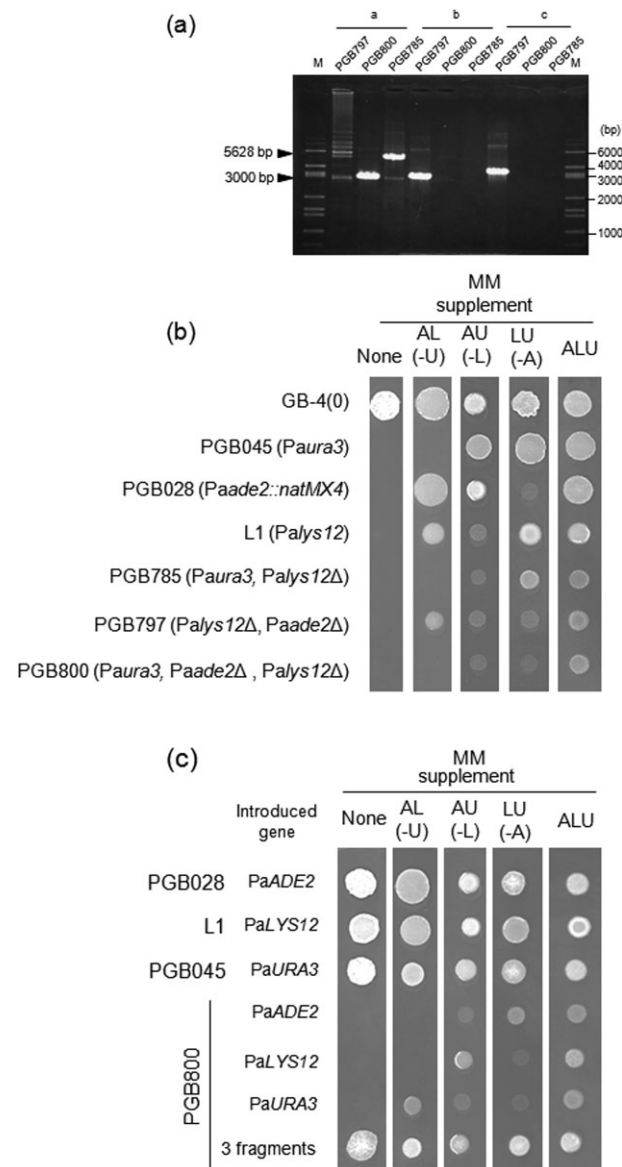 (a)
a b c
M PGB797 PGB800 PGB785 PGB797 PGB800 PGB785 PGB797 PGB800 PGB785 M
(bp)
5628 bp
3000 bp
6000
4000
3000
2000
1000
(b)
MM
supplement
None AL (-U) AU (-L) LU (-A) ALU
GB-4(0)
PGB045 (Paura3)
PGB028 (Paade2::natMX4)
L1 (Palys12)
PGB785 (Paura3, Palys12Δ)
PGB797 (Palys12Δ, Paade2Δ)
PGB800 (Paura3, Paade2Δ , Palys12Δ)
(c)
MM
supplement
Introduced gene None AL (-U) AU (-L) LU (-A) ALU
PGB028 PaADE2
L1 PaLYS12
PGB045 PaURA3
PGB800
PaADE2
PaLYS12
PaURA3
3 fragments